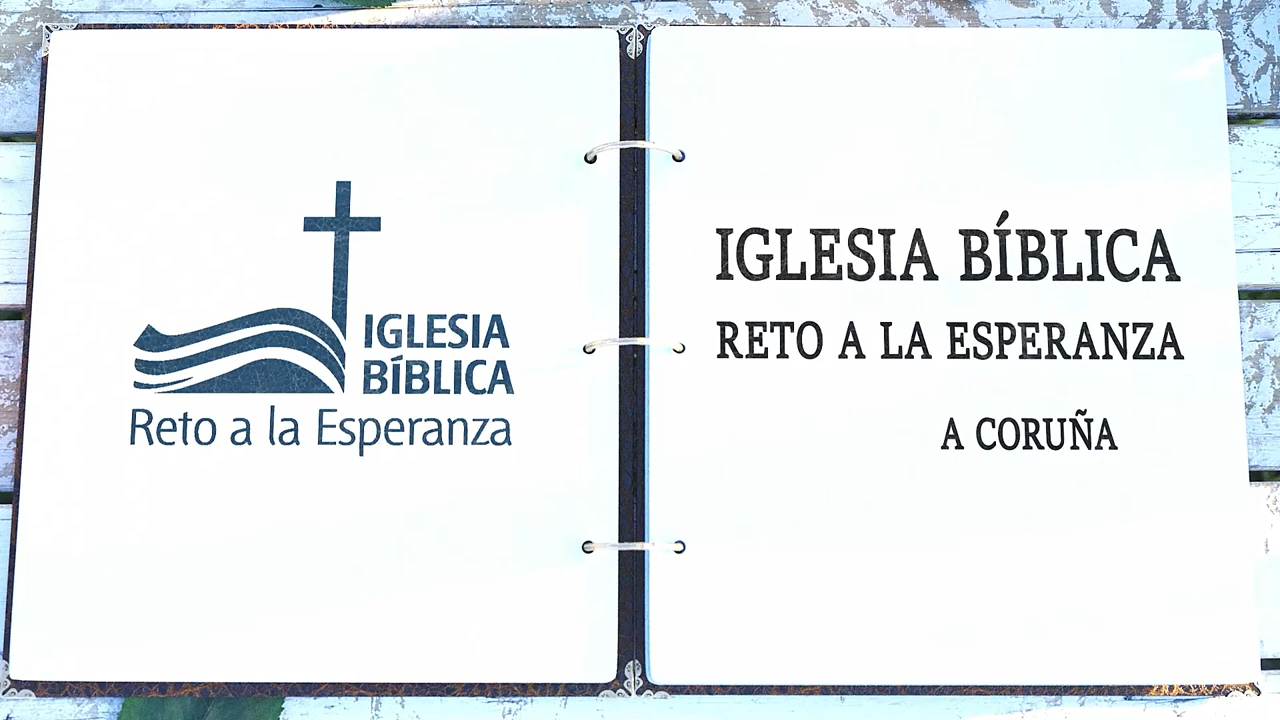 IGLESIA
BÍBLICA
Reto a la Esperanza
IGLESIA BÍBLICA
RETO A LA ESPERANZA
A CORUÑA